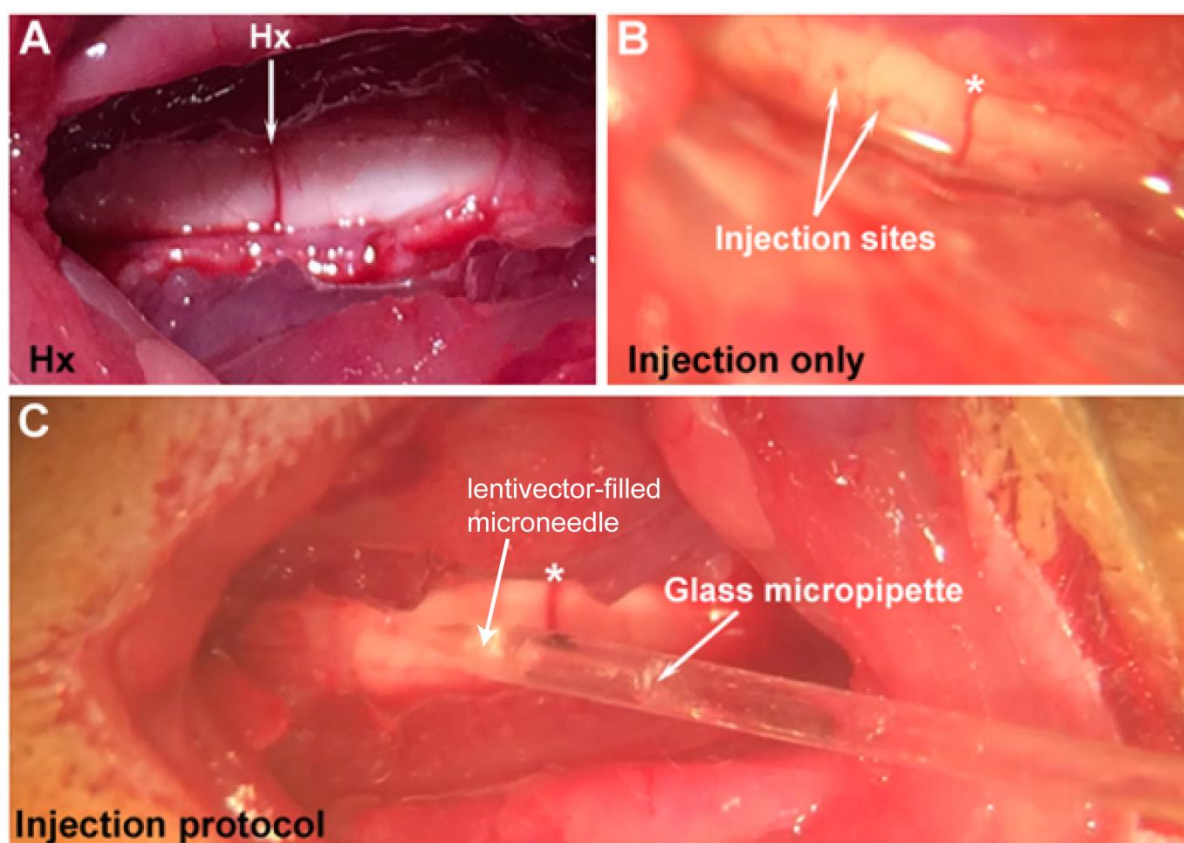 A
Hx
Hx
B
*
Injection sites
Injection only
C
lentivector-filled
microneedle
*
Glass micropipette
Injection protocol